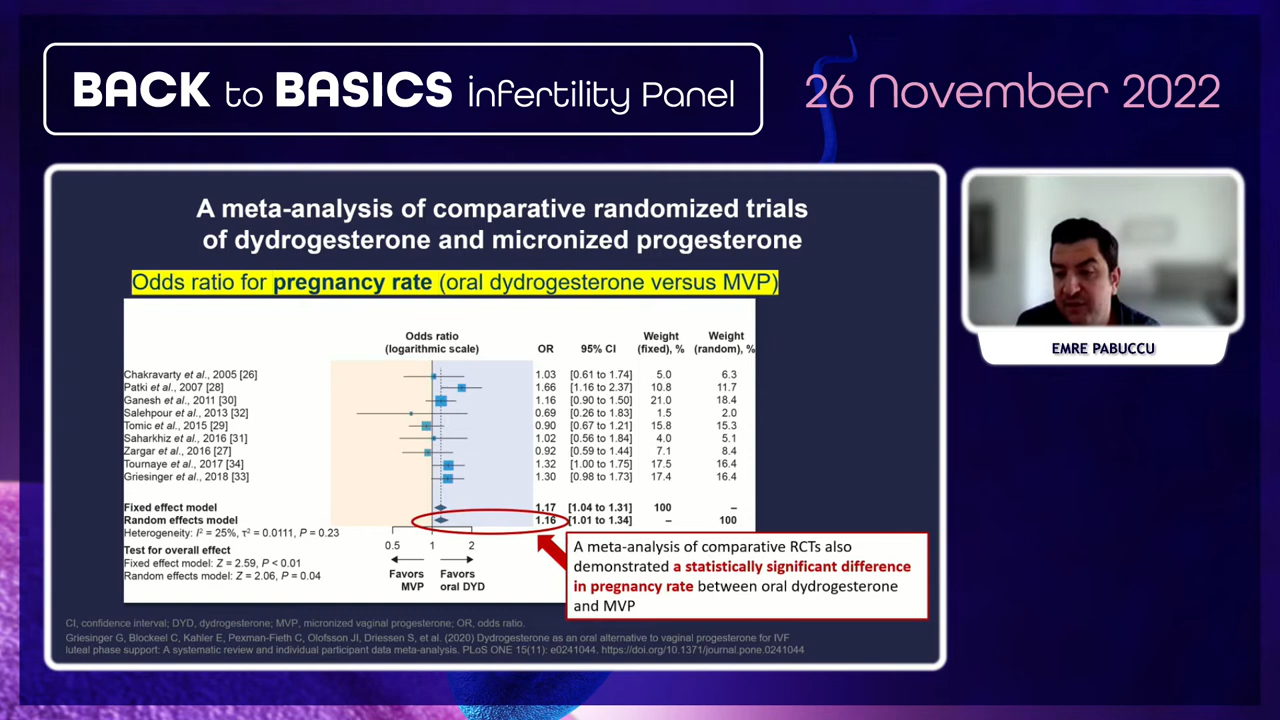 BACK to BASICS infertility Panel
26 November 2022
A meta-analysis of comparative randomized trials
of dydrogesterone and micronized progesterone
Odds ratio for pregnancy rate (oral dydrogesterone versus MVP)
Odds ratio
(logarithmic scale)
OR
95% CI
Weight
(fixed), %
Weight
(random), %
Chakravarty et al., 2005 [26] 1.03 [0.61 to 1.74] 5.0 6.3
Patki et al., 2007 [28] 1.66 [1.16 to 2.37] 10.8 11.7
Ganesh et al., 2011 [30] 1.16 [0.90 to 1.50] 21.0 18.4
Salehpour et al., 2013 [32] 0.69 [0.26 to 1.83] 1.5 2.0
Tomic et al., 2015 [29] 0.90 [0.67 to 1.21] 15.8 15.3
Saharkhiz et al., 2016 [31] 1.02 [0.56 to 1.84] 4.0 5.1
Zargar et al., 2016 [27] 0.92 [0.59 to 1.44] 7.1 8.4
Tournaye et al., 2017 [34] 1.32 [1.00 to 1.75] 17.5 16.4
Griesinger et al., 2018 [33] 1.30 [0.98 to 1.73] 17.4 16.4
Fixed effect model 1.17 [1.04 to 1.31] 100 –
Random effects model 1.16 [1.01 to 1.34] – 100
Heterogeneity: I² = 25%, τ² = 0.0111, P = 0.23
0.5 1 2
Test for overall effect
Fixed effect model: Z = 2.59, P < 0.01
Random effects model: Z = 2.06, P = 0.04
Favors
MVP
Favors
oral DYD
A meta-analysis of comparative RCTs also
demonstrated a statistically significant difference
in pregnancy rate between oral dydrogesterone
and MVP
CI, confidence interval; DYD, dydrogesterone; MVP, micronized vaginal progesterone; OR, odds ratio.
Griesinger G, Blockeel C, Kahler E, Pexman-Fieth C, Olofsson JI, Driessen S, et al. (2020) Dydrogesterone as an oral alternative to vaginal progesterone for IVF
luteal phase support: A systematic review and individual participant data meta-analysis. PLoS ONE 15(11): e0241044. https://doi.org/10.1371/journal.pone.0241044
EMRE PABUCCU